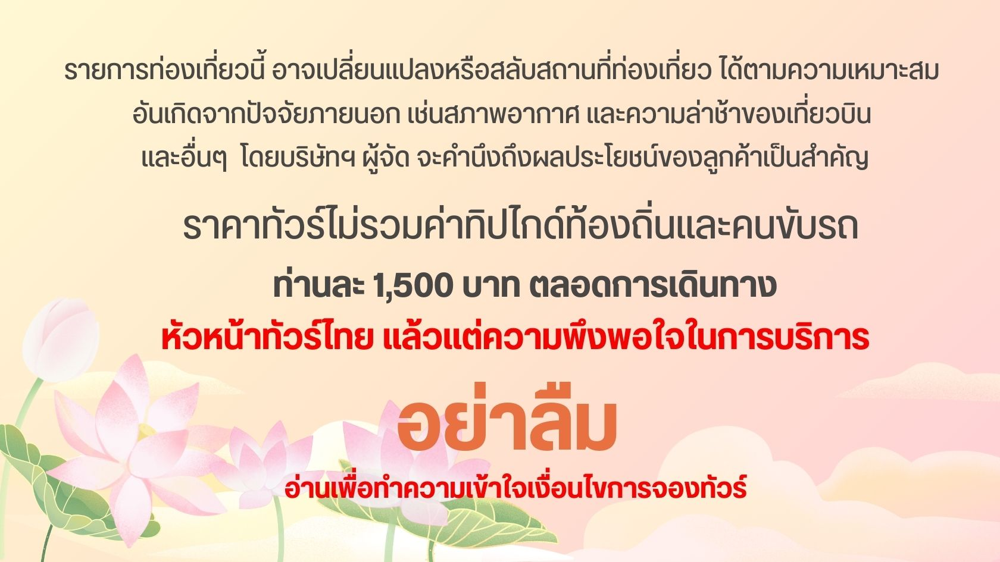 รายการท่องเที่ยวนี้ อาจเปลี่ยนแปลงหรือสลับสถานที่ท่องเที่ยว ได้ตามความเหมาะสม
อันเกิดจากปัจจัยภายนอก เช่นสภาพอากาศ และความล่าช้าของเที่ยวบิน
และอื่นๆ โดยบริษัทฯ ผู้จัด จะคำนึงถึงผลประโยชน์ของลูกค้าเป็นสำคัญ
ราคาทัวร์ไม่รวมค่าทิปไกด์ท้องถิ่นและคนขับรถ
ท่านละ 1,500 บาท ตลอดการเดินทาง
หัวหน้าทัวร์ไทย แล้วแต่ความพึงพอใจในการบริการ
อย่าลืม
อ่านเพื่อทำความเข้าใจเงื่อนไขการจองทัวร์